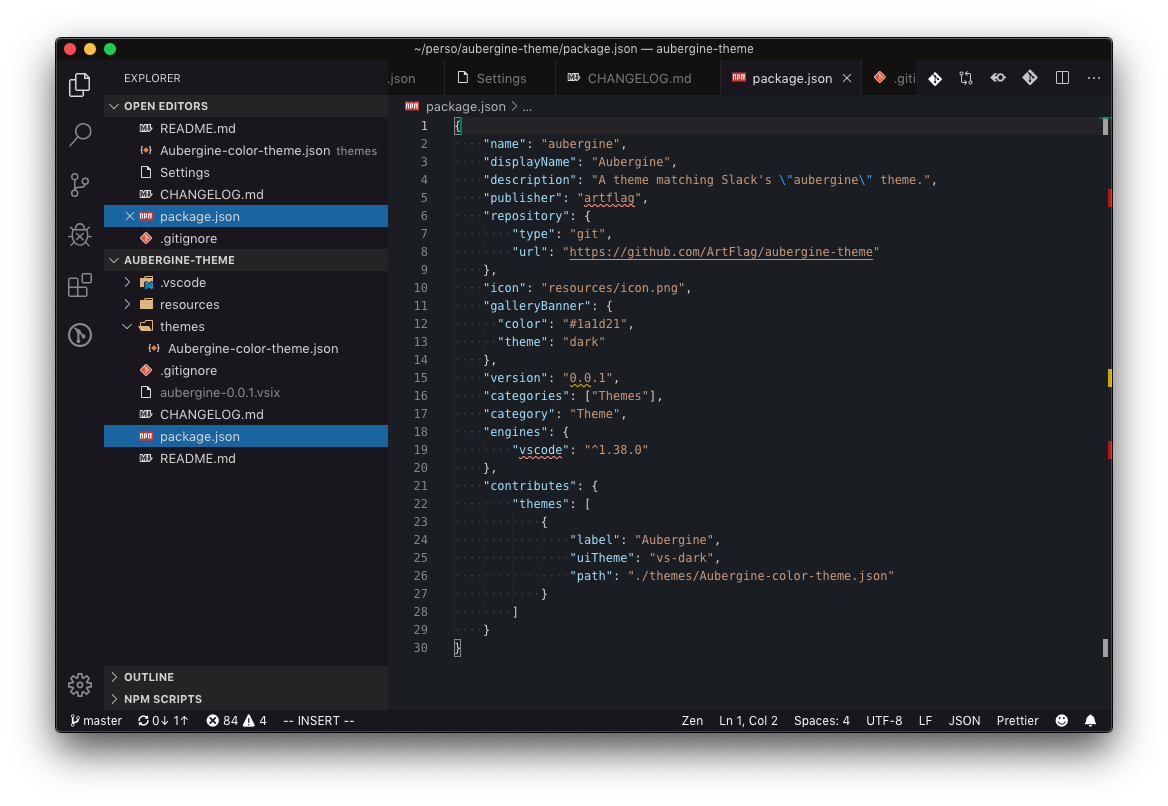 ~/perso/aubergine-theme/package.json — aubergine-theme
EXPLORER
OPEN EDITORS
README.md
Aubergine-color-theme.json themes
Settings
CHANGELOG.md
package.json
.gitignore
AUBERGINE-THEME
.vscode
resources
themes
Aubergine-color-theme.json
.gitignore
aubergine-0.0.1.vsix
CHANGELOG.md
package.json
README.md
OUTLINE
NPM SCRIPTS
.json Settings CHANGELOG.md package.json .giti
package.json > ...
1 {
2 "name": "aubergine",
3 "displayName": "Aubergine",
4 "description": "A theme matching Slack's \"aubergine\" theme.",
5 "publisher": "artflag",
6 "repository": {
7 "type": "git",
8 "url": "https://github.com/ArtFlag/aubergine-theme"
9 },
10 "icon": "resources/icon.png",
11 "galleryBanner": {
12 "color": "#1a1d21",
13 "theme": "dark"
14 },
15 "version": "0.0.1",
16 "categories": ["Themes"],
17 "category": "Theme",
18 "engines": {
19 "vscode": "^1.38.0"
20 },
21 "contributes": {
22 "themes": [
23 {
24 "label": "Aubergine",
25 "uiTheme": "vs-dark",
26 "path": "./themes/Aubergine-color-theme.json"
27 }
28 ]
29 }
30 }
master 0↓ 1↑ 84 4 -- INSERT -- Zen Ln 1, Col 2 Spaces: 4 UTF-8 LF JSON Prettier